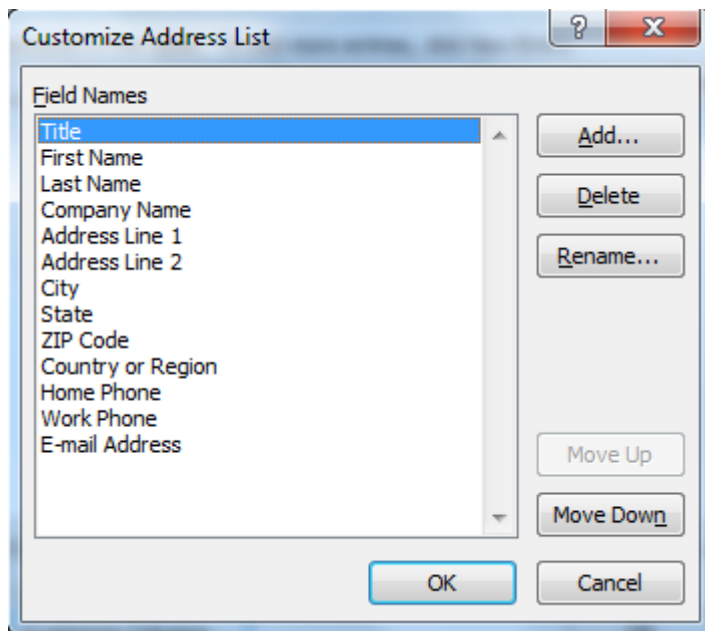 Customize Address List
Field Names
Title
First Name
Last Name
Company Name
Address Line 1
Address Line 2
City
State
ZIP Code
Country or Region
Home Phone
Work Phone
E-mail Address
Add...
Delete
Rename...
Move Up
Move Down
OK
Cancel